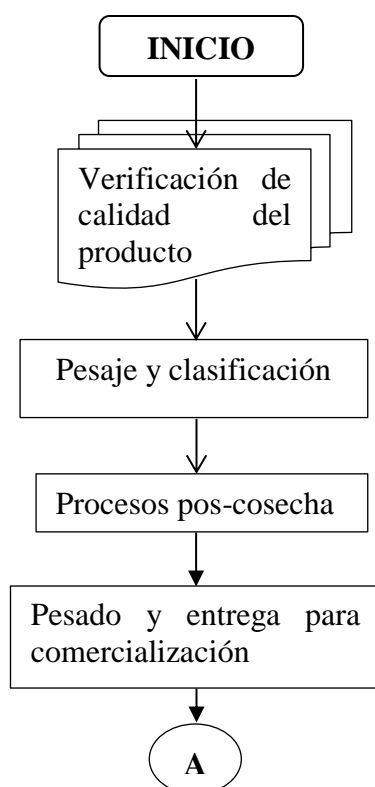 INICIO
Verificación de
calidad del
producto
Pesaje y clasificación
Procesos pos-cosecha
Pesado y entrega para
comercialización
A